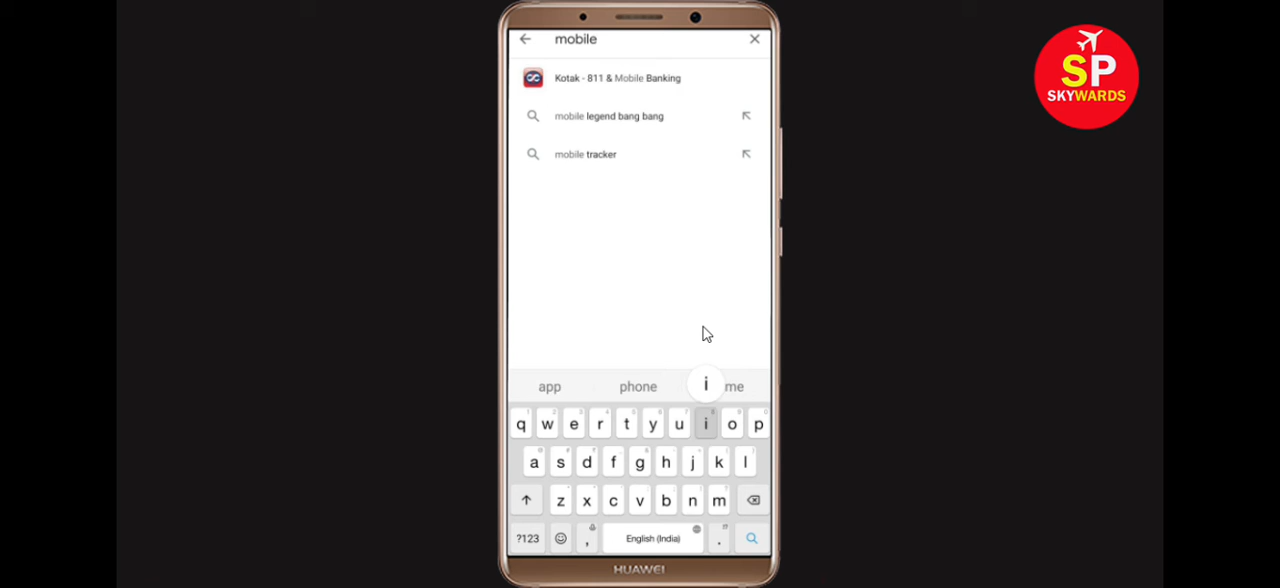 mobile
SP
SKYWARDS
Kotak - 811 & Mobile Banking
mobile legend bang bang
mobile tracker
app phone i me
q w e r t y u i o p
a s d f g h j k l
z x c v b n m
?123 , English (India) .
HUAWEI